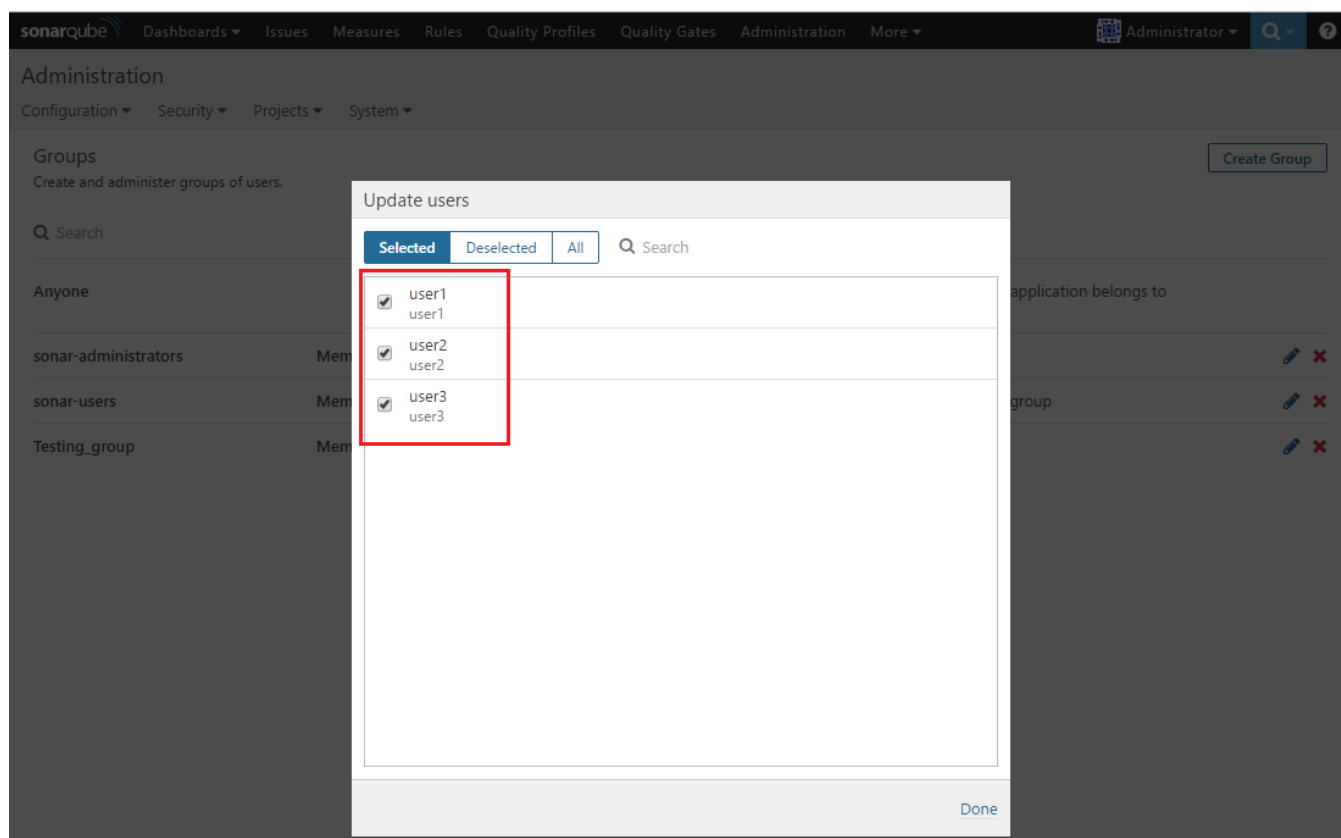 sonarqube Dashboards Issues Measures Rules Quality Profiles Quality Gates Administration More Administrator
Administration
Configuration Security Projects System
Groups
Create Group
Create and administer groups of users.
Search
Anyone
application belongs to
sonar-administrators Mem
sonar-users Mem
group
Testing_group Mem
Update users
Selected Deselected All Search
user1
user1
user2
user2
user3
user3
Done